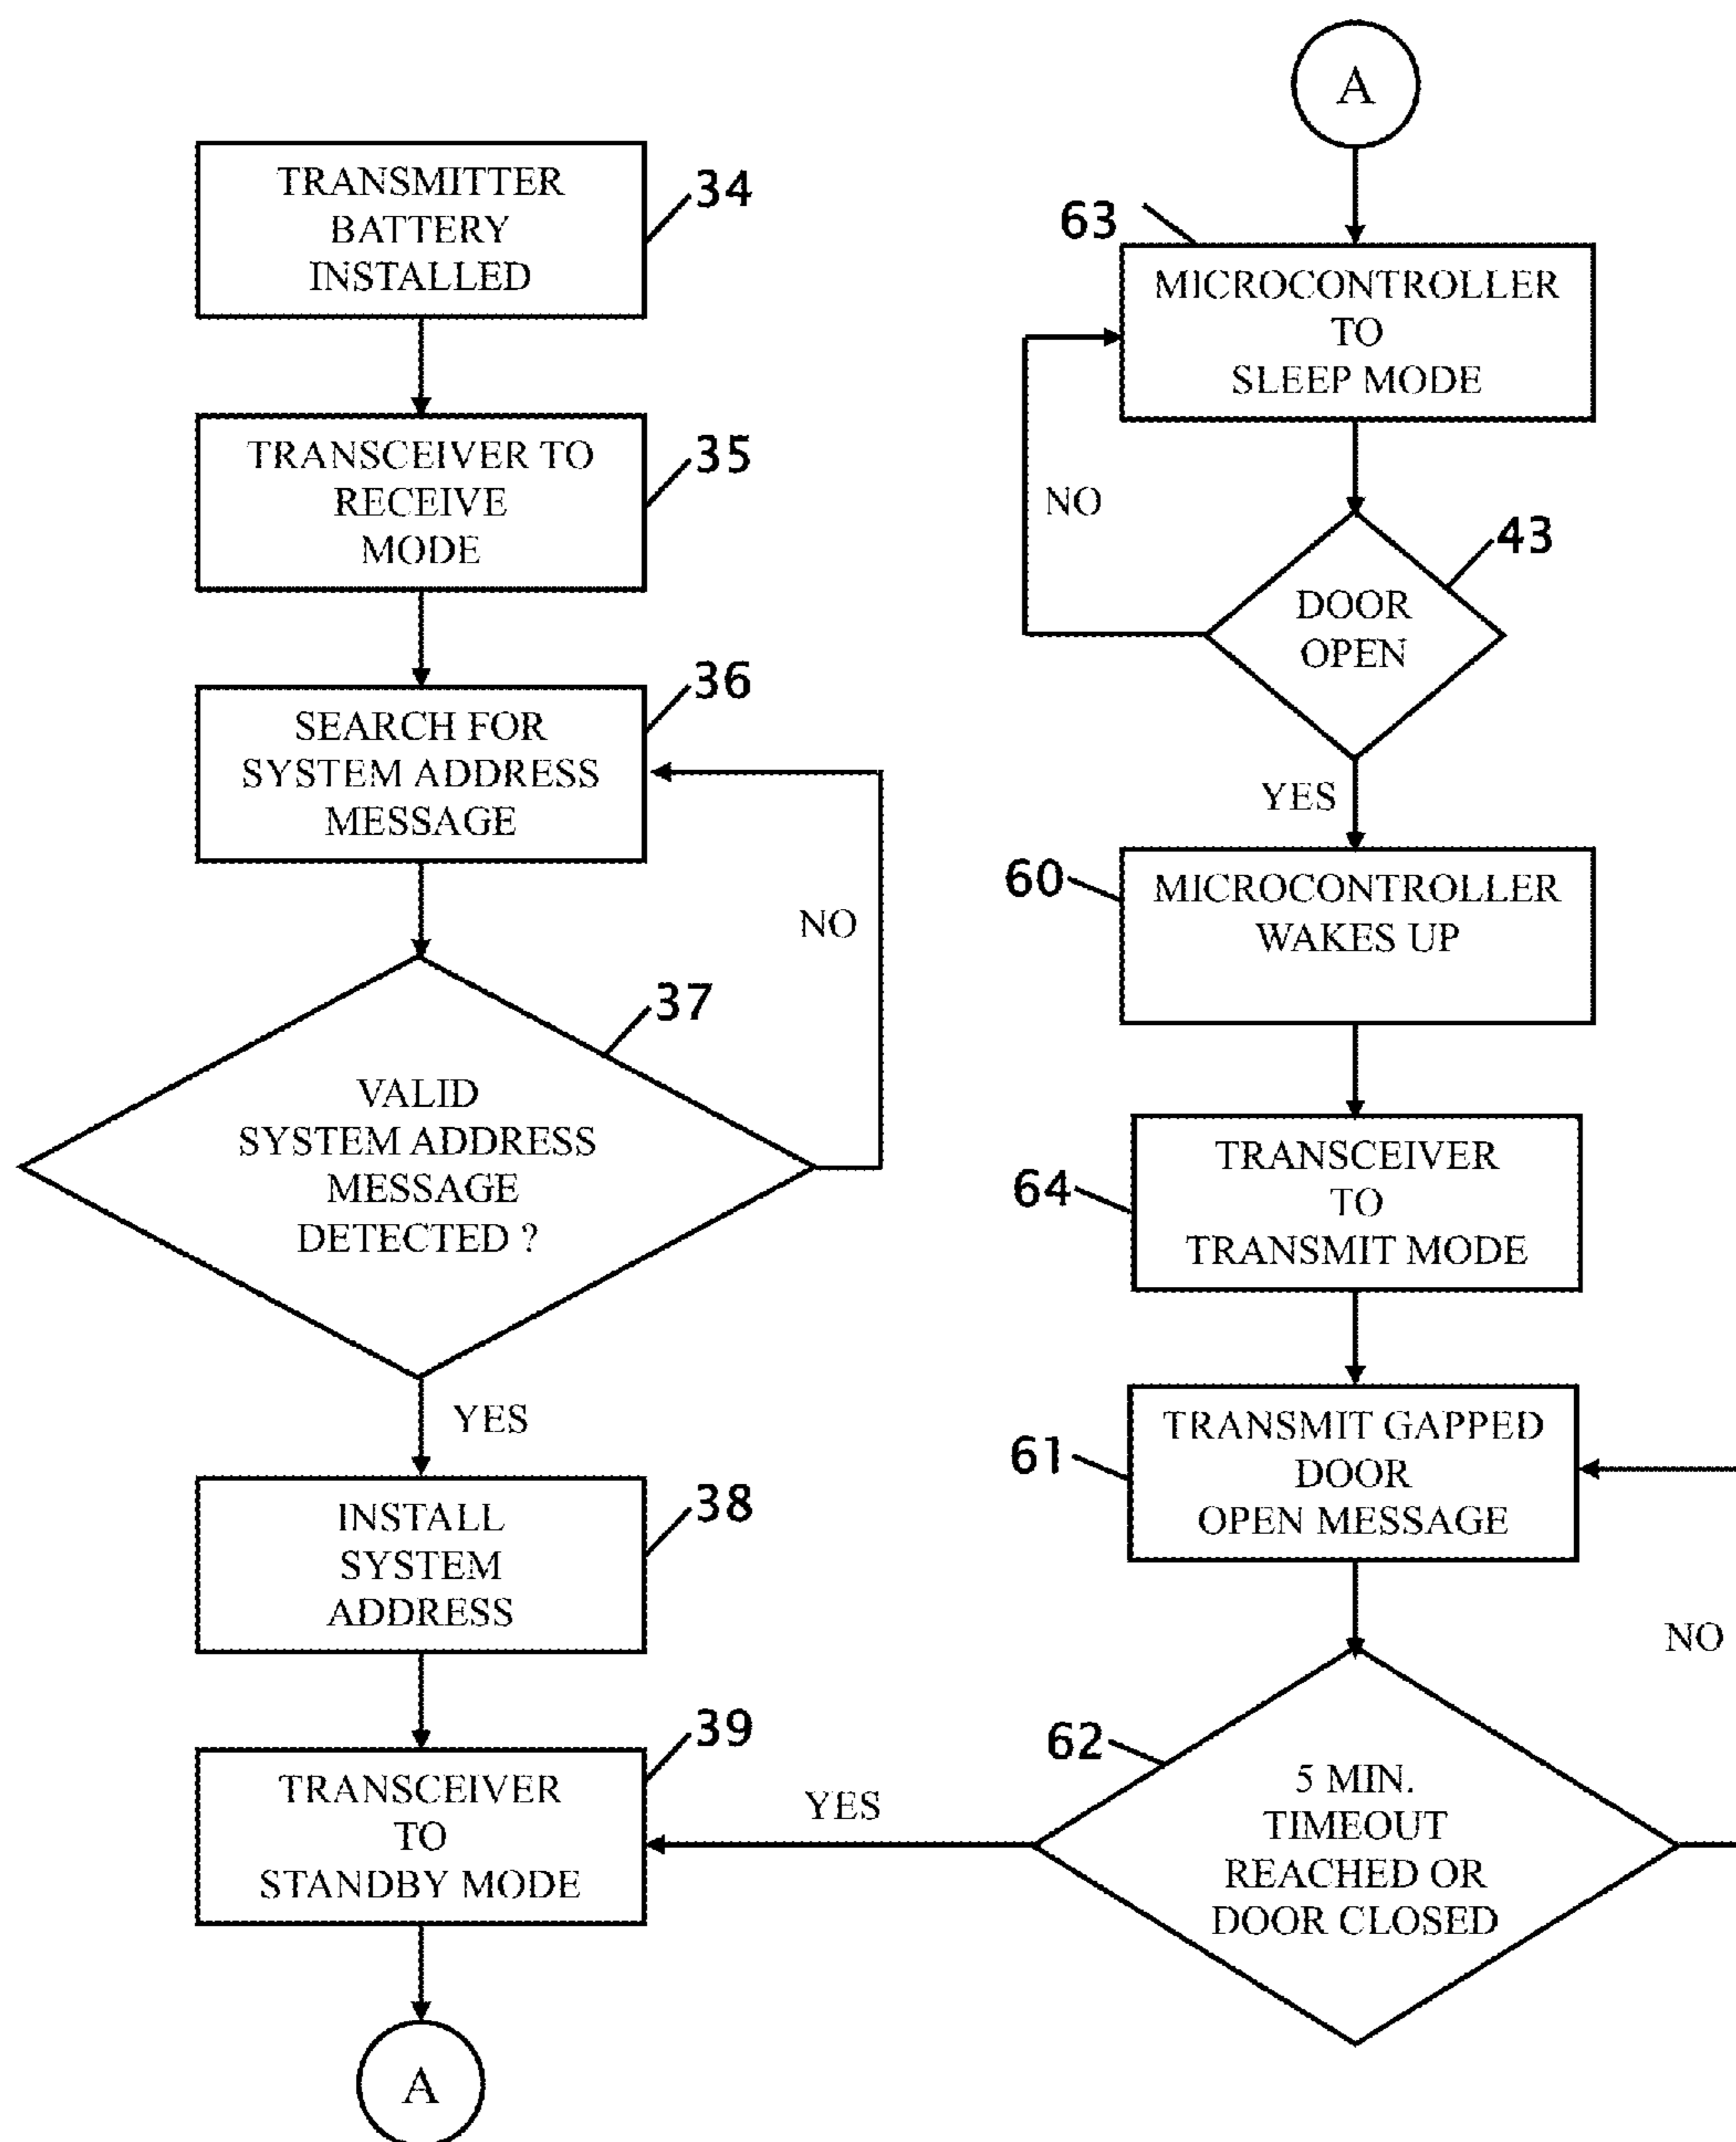 TRANSMITTER
BATTERY
INSTALLED
34
TRANSCEIVER TO
RECEIVE
MODE
35
SEARCH FOR
SYSTEM ADDRESS
MESSAGE
36
NO
VALID
SYSTEM ADDRESS
MESSAGE
DETECTED ?
37
YES
INSTALL
SYSTEM
ADDRESS
38
TRANSCEIVER
TO
STANDBY MODE
39
A
A
63
MICROCONTROLLER
TO
SLEEP MODE
NO
43
DOOR
OPEN
YES
60
MICROCONTROLLER
WAKES UP
64
TRANSCEIVER
TO
TRANSMIT MODE
61
TRANSMIT GAPPED
DOOR
OPEN MESSAGE
NO
62
5 MIN.
TIMEOUT
REACHED OR
DOOR CLOSED
YES